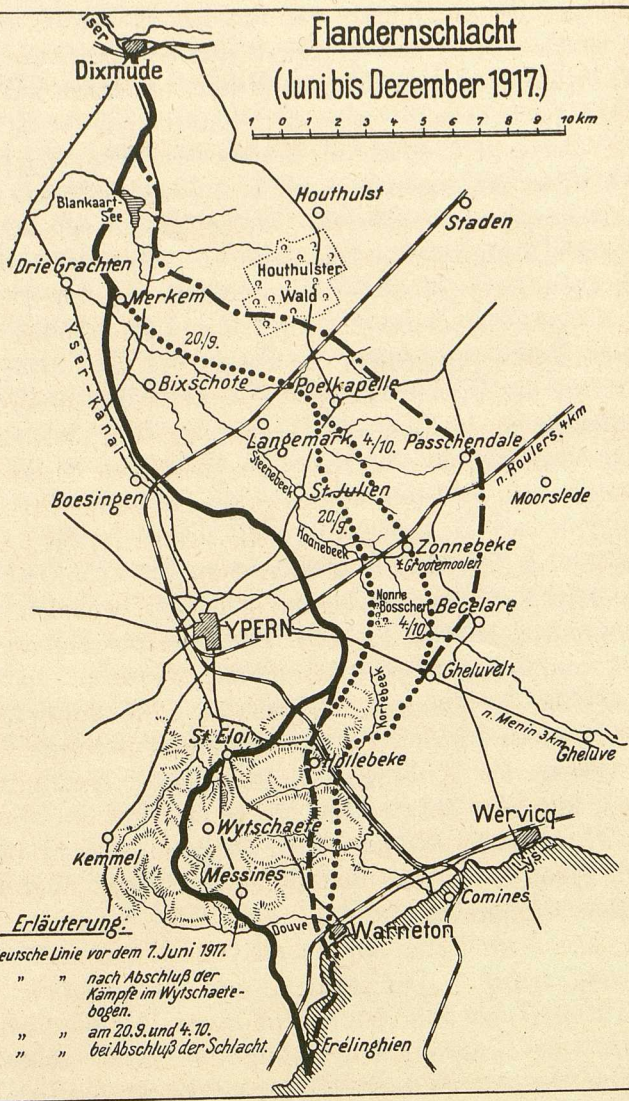 Yser
Dixmude
Flandernschlacht
(Juni bis Dezember 1917.)
1 0 1 2 3 4 5 6 7 8 9 10 km
Blankaart-
See
Houthulst
Staden
Drie Grachten
Houthulster
Wald
Merkem
20/9.
Yser-Kanal
Bixschote
Poelkapelle
Langemark
4/10.
Passchendale
n. Roulers, 4 km
Steenebeek
St. Julien
Moorslede
Boesingen
20/9.
Haanebeek
Zonnebeke
Grootemoolen
Nonne
Bosschen
Becelare
4/10.
YPERN
Gheluvelt
Kortebeek
n. Menin 3 km
Gheluve
St. Eloi
Hollebeke
Wervicq
Wytschaete
Lys
Kemmel
Messines
Comines
Erläuterung:
Douve
Warneton
eutsche Linie vor dem 7. Juni 1917.
„ „ nach Abschluß der
Kämpfe im Wytschaete-
bogen.
„ „ am 20.9. und 4.10.
„ „ bei Abschluß der Schlacht.
Frélinghien